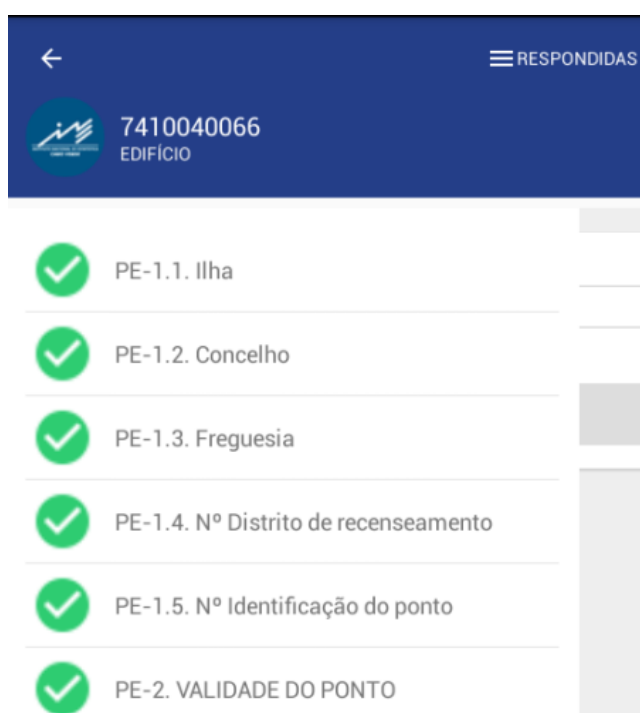 RESPONDIDAS
7410040066
EDIFÍCIO
PE-1.1. Ilha
PE-1.2. Concelho
PE-1.3. Freguesia
PE-1.4. Nº Distrito de recenseamento
PE-1.5. Nº Identificação do ponto
PE-2. VALIDADE DO PONTO